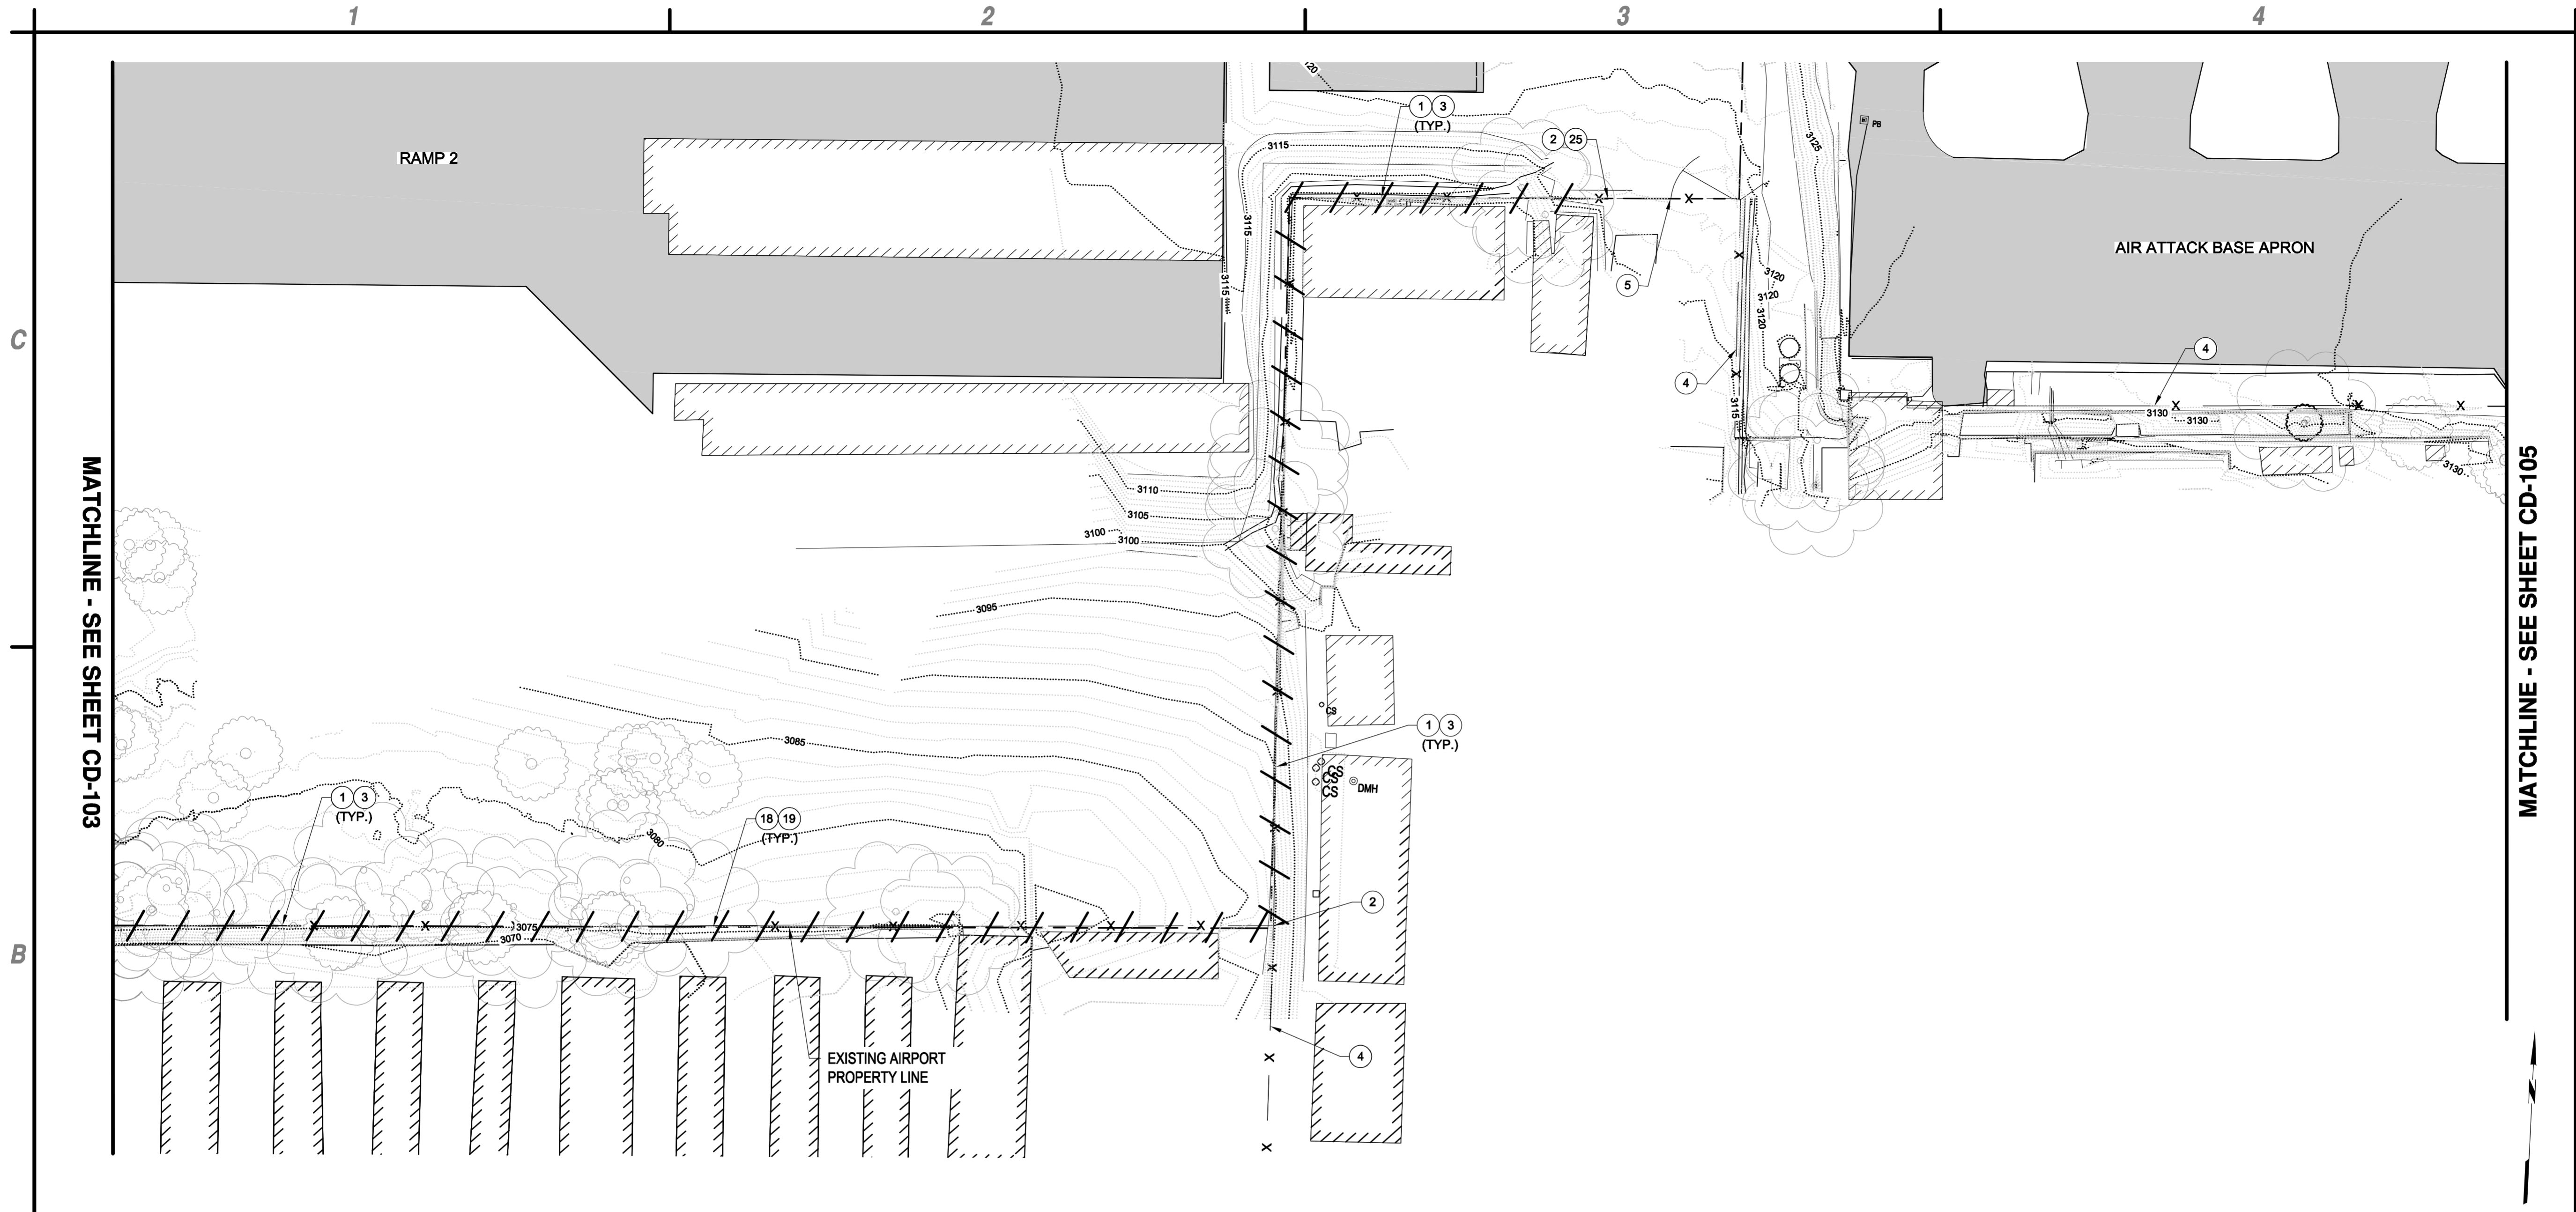 1 2 3 4
C
B
MATCHLINE - SEE SHEET CD-103
MATCHLINE - SEE SHEET CD-105
RAMP 2
AIR ATTACK BASE APRON
PB
120
1 3
(TYP.)
2 25
3115
3115
3115
3125
5
3120
3120
3120
3115
4
4
3130
3130
3130
3110
3105
3100
3100
3095
3085
3080
1 3
(TYP.)
CS
CS
CS
CS
DMH
1 3
(TYP.)
18 19
(TYP.)
2
3075
3070
EXISTING AIRPORT
PROPERTY LINE
4
N